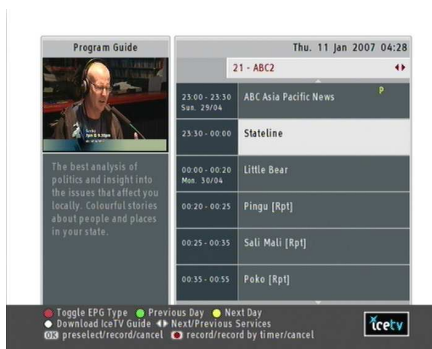 Program Guide
Thu. 11 Jan 2007 04:28
21 - ABC2
23:00 - 23:30 ABC Asia Pacific News P
Sun. 29/04
23:30 - 00:00 Stateline
00:00 - 00:20 Little Bear
Mon. 30/04
00:20 - 00:25 Pingu [Rpt]
00:25 - 00:35 Sali Mali [Rpt]
00:35 - 00:55 Poko [Rpt]
The best analysis of
politics and insight into
the issues that affect you
locally. Colourful stories
about people and places
in your state.
Toggle EPG Type Previous Day Next Day
Download IceTV Guide Next/Previous Services
OK preselect/record/cancel record/record by timer/cancel
icetv